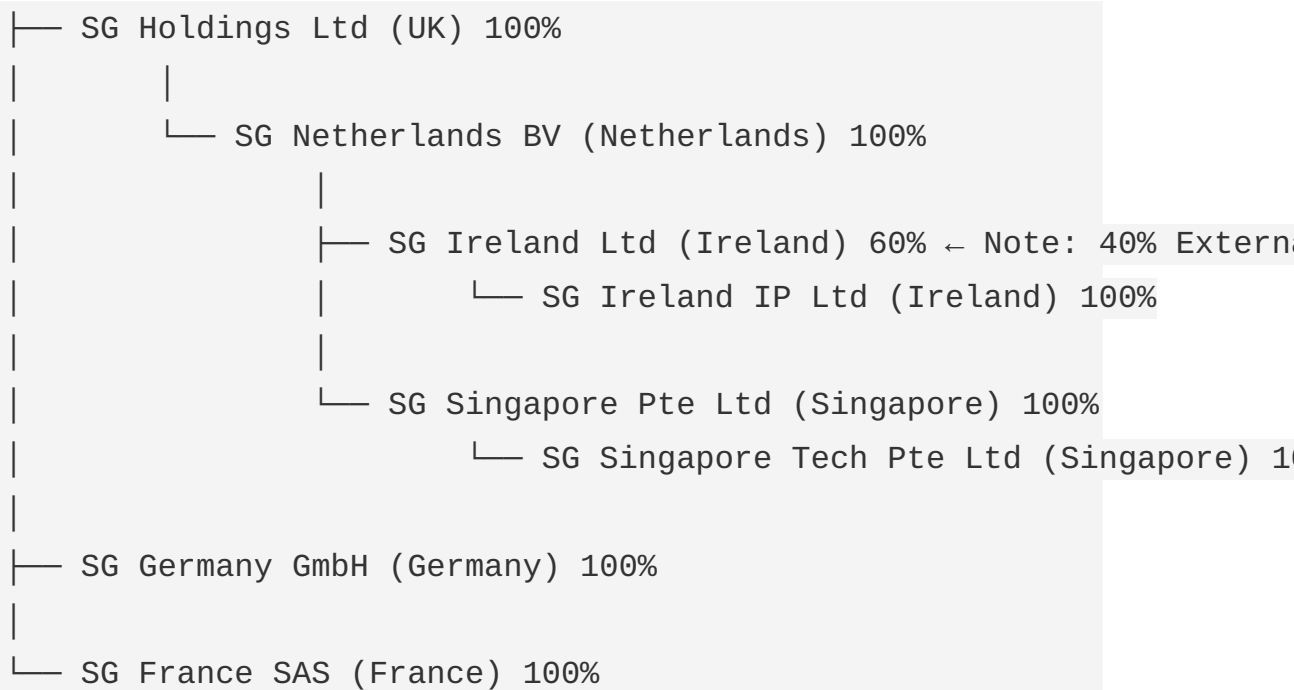 ├── SG Holdings Ltd (UK) 100%
│       │
│       └── SG Netherlands BV (Netherlands) 100%
│               │
│               ├── SG Ireland Ltd (Ireland) 60% ← Note: 40%
│               │       └── SG Ireland IP Ltd (Ireland) 100%
│               │
│               └── SG Singapore Pte Ltd (Singapore) 100%
│                       └── SG Singapore Tech Pte Ltd (Singapore)
│
├── SG Germany GmbH (Germany) 100%
│
└── SG France SAS (France) 100%